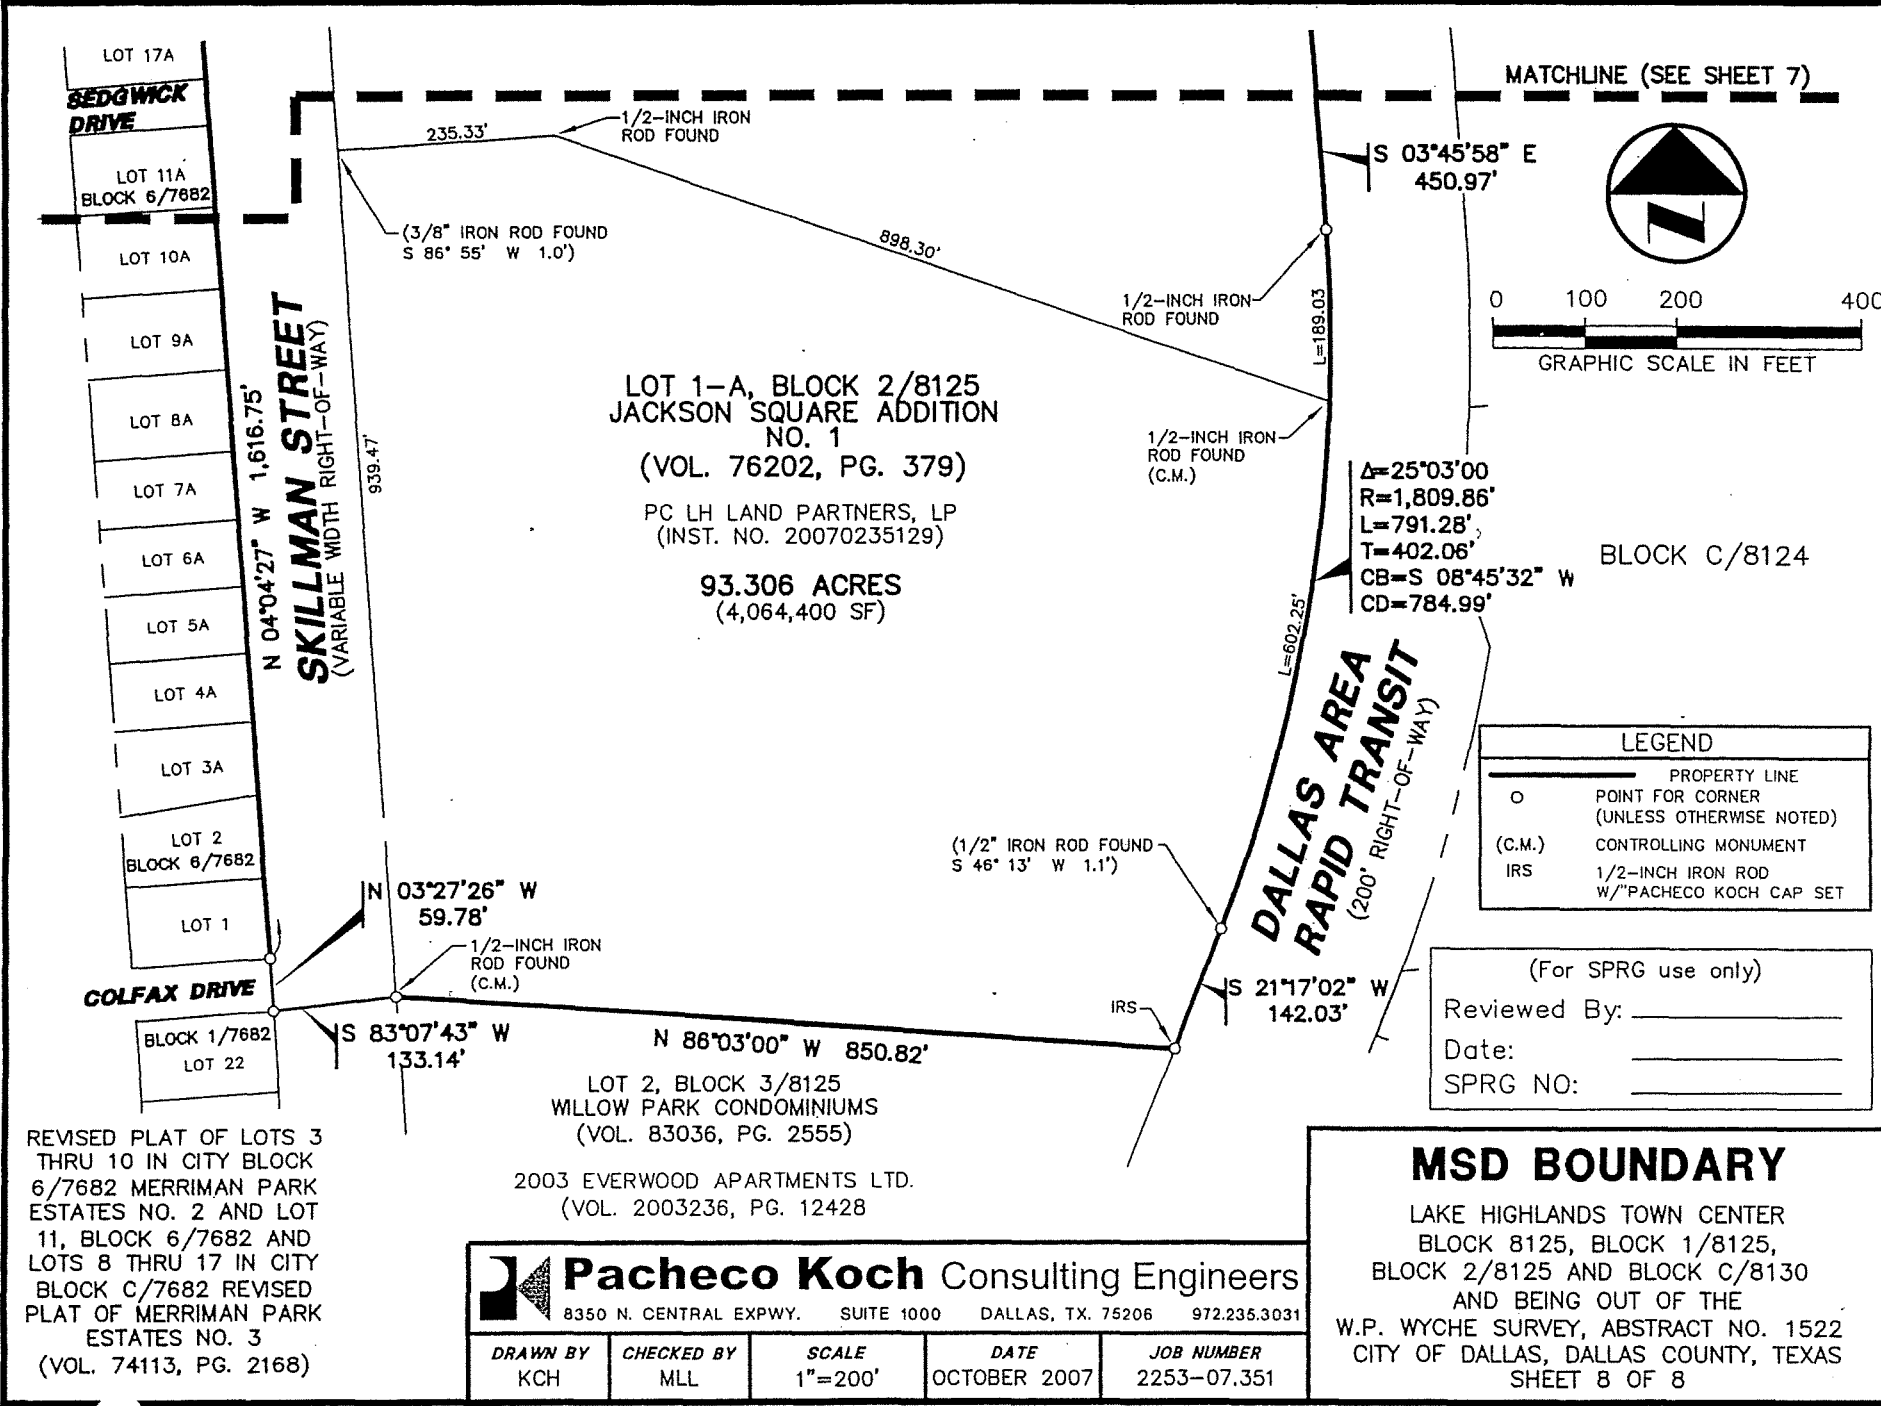 LOT 17A
SEDGWICK
DRIVE
LOT 11A
BLOCK 6/7682
LOT 10A
LOT 9A
LOT 8A
LOT 7A
LOT 6A
LOT 5A
LOT 4A
LOT 3A
LOT 2
BLOCK 6/7682
LOT 1
COLFAX DRIVE
BLOCK 1/7682
LOT 22
N 04°04'27" W 1,616.75'
SKILLMAN STREET
(VARIABLE WIDTH RIGHT-OF-WAY)
939.47'
235.33'
1/2-INCH IRON
ROD FOUND
(3/8" IRON ROD FOUND
S 86° 55' W 1.0')
898.30'
MATCHLINE (SEE SHEET 7)
S 03°45'58" E
450.97'
1/2-INCH IRON
ROD FOUND
L=189.03
0 100 200 400
GRAPHIC SCALE IN FEET
LOT 1-A, BLOCK 2/8125
JACKSON SQUARE ADDITION
NO. 1
(VOL. 76202, PG. 379)
PC LH LAND PARTNERS, LP
(INST. NO. 20070235129)
93.306 ACRES
(4,064,400 SF)
1/2-INCH IRON
ROD FOUND
(C.M.)
Δ=25°03'00
R=1,809.86'
L=791.28'
T=402.06'
CB=S 08°45'32" W
CD=784.99'
BLOCK C/8124
L=602.25'
DALLAS AREA
RAPID TRANSIT
(200' RIGHT-OF-WAY)
LEGEND
PROPERTY LINE
O POINT FOR CORNER
(UNLESS OTHERWISE NOTED)
(C.M.) CONTROLLING MONUMENT
IRS 1/2-INCH IRON ROD
W/"PACHECO KOCH CAP SET
(1/2" IRON ROD FOUND
S 46° 13' W 1.1')
N 03°27'26" W
59.78'
1/2-INCH IRON
ROD FOUND
(C.M.)
S 83°07'43" W
133.14'
N 86°03'00" W 850.82'
IRS
S 21°17'02" W
142.03'
(For SPRG use only)
Reviewed By:
Date:
SPRG NO:
LOT 2, BLOCK 3/8125
WILLOW PARK CONDOMINIUMS
(VOL. 83036, PG. 2555)
2003 EVERWOOD APARTMENTS LTD.
(VOL. 2003236, PG. 12428
REVISED PLAT OF LOTS 3
THRU 10 IN CITY BLOCK
6/7682 MERRIMAN PARK
ESTATES NO. 2 AND LOT
11, BLOCK 6/7682 AND
LOTS 8 THRU 17 IN CITY
BLOCK C/7682 REVISED
PLAT OF MERRIMAN PARK
ESTATES NO. 3
(VOL. 74113, PG. 2168)
Pacheco Koch Consulting Engineers
8350 N. CENTRAL EXPWY. SUITE 1000 DALLAS, TX. 75206 972.235.3031
DRAWN BY CHECKED BY SCALE DATE JOB NUMBER
KCH MLL 1"=200' OCTOBER 2007 2253-07.351
MSD BOUNDARY
LAKE HIGHLANDS TOWN CENTER
BLOCK 8125, BLOCK 1/8125,
BLOCK 2/8125 AND BLOCK C/8130
AND BEING OUT OF THE
W.P. WYCHE SURVEY, ABSTRACT NO. 1522
CITY OF DALLAS, DALLAS COUNTY, TEXAS
SHEET 8 OF 8